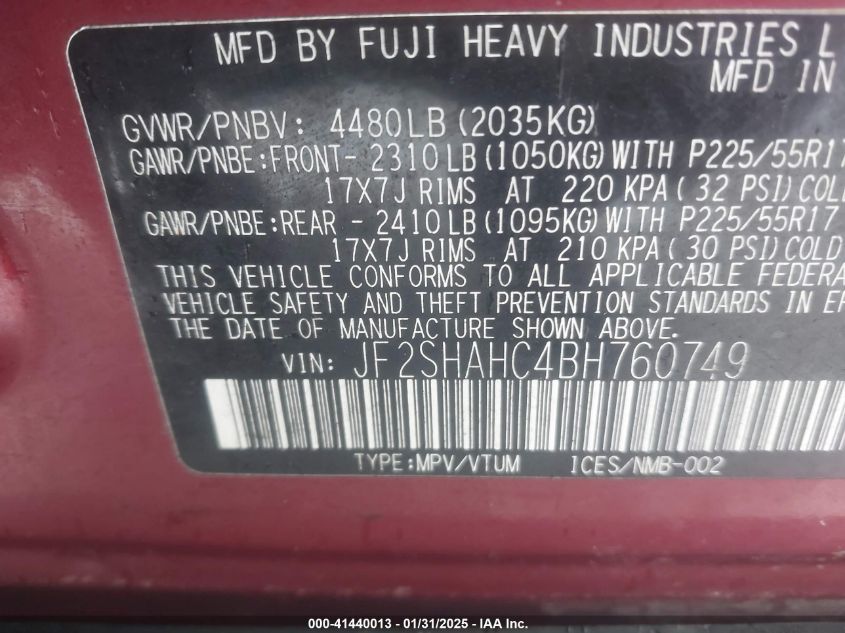 MFD BY FUJI HEAVY INDUSTRIES L
MFD IN
GVWR/PNBV: 4480LB (2035KG)
GAWR/PNBE:FRONT- 2310LB (1050KG) WITH P225/55R17
17X7J RIMS AT 220 KPA( 32 PSI) COLD
GAWR/PNBE:REAR - 2410LB (1095KG) WITH P225/55R17
17X7J RIMS AT 210 KPA( 30 PSI) COLD
THIS VEHICLE CONFORMS TO ALL APPLICABLE FEDERA
VEHICLE SAFETY AND THEFT PREVENTION STANDARDS IN EF
THE DATE OF MANUFACTURE SHOWN ABOVE.
VIN: JF2SHAHC4BH760749
TYPE:MPV/VTUM ICES/NMB-002
000-41440013 - 01/31/2025 - IAA Inc.